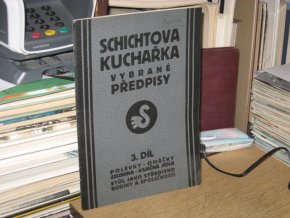 SCHICHTOVA
KUCHAŘKA
VYBRANÉ
PŘEDPISY
3. DÍL
POLÉVKY - OMÁČKY
ZELENINA - VAJEČNÁ JÍDLA
STŮL JAKO STŘEDISKO
RODINY A SPOLEČNOSTI